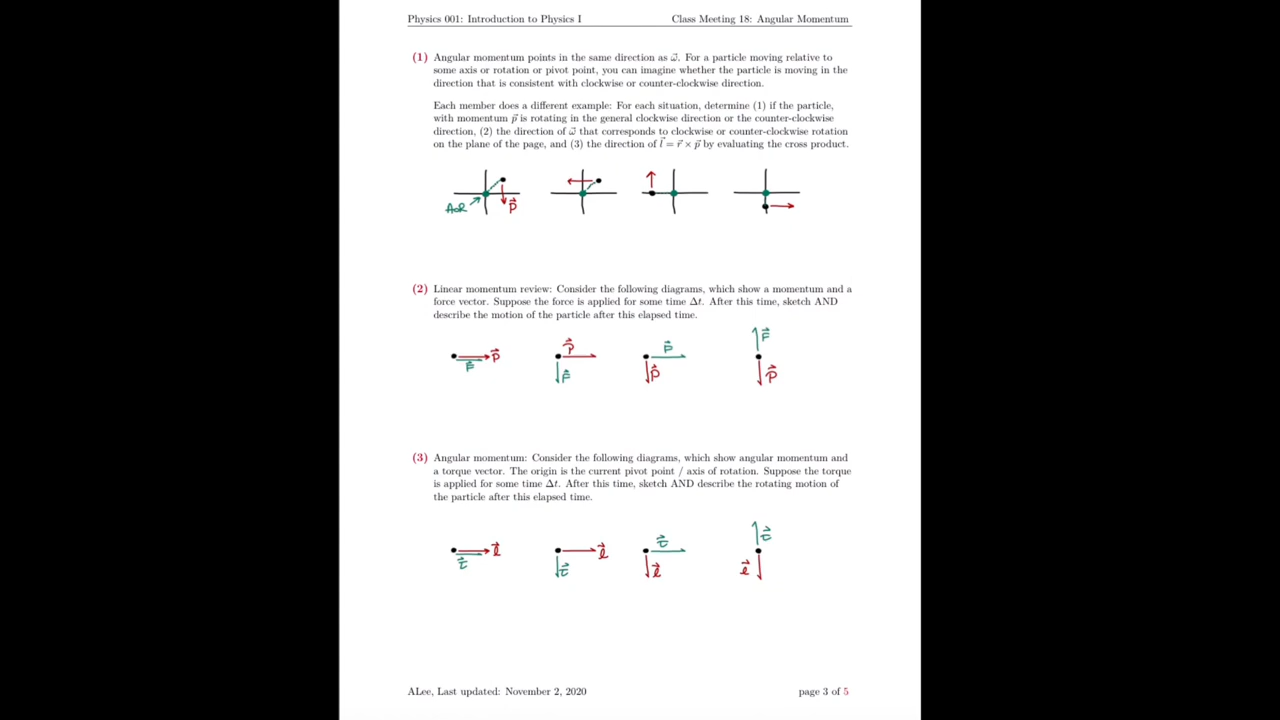 Physics 001: Introduction to Physics I Class Meeting 18: Angular Momentum
(1) Angular momentum points in the same direction as ω⃗. For a particle moving relative to
some axis or rotation or pivot point, you can imagine whether the particle is moving in the
direction that is consistent with clockwise or counter-clockwise direction.
Each member does a different example: For each situation, determine (1) if the particle,
with momentum p⃗ is rotating in the general clockwise direction or the counter-clockwise
direction, (2) the direction of ω⃗ that corresponds to clockwise or counter-clockwise rotation
on the plane of the page, and (3) the direction of l⃗ = r⃗ × p⃗ by evaluating the cross product.
AoR p⃗
(2) Linear momentum review: Consider the following diagrams, which show a momentum and a
force vector. Suppose the force is applied for some time Δt. After this time, sketch AND
describe the motion of the particle after this elapsed time.
F⃗ p⃗ p⃗ F⃗ p⃗ p⃗ F⃗ p⃗
(3) Angular momentum: Consider the following diagrams, which show angular momentum and
a torque vector. The origin is the current pivot point / axis of rotation. Suppose the torque
is applied for some time Δt. After this time, sketch AND describe the rotating motion of
the particle after this elapsed time.
τ⃗ l⃗ τ⃗ l⃗ τ⃗ l⃗ τ⃗ l⃗
ALee, Last updated: November 2, 2020 page 3 of 5